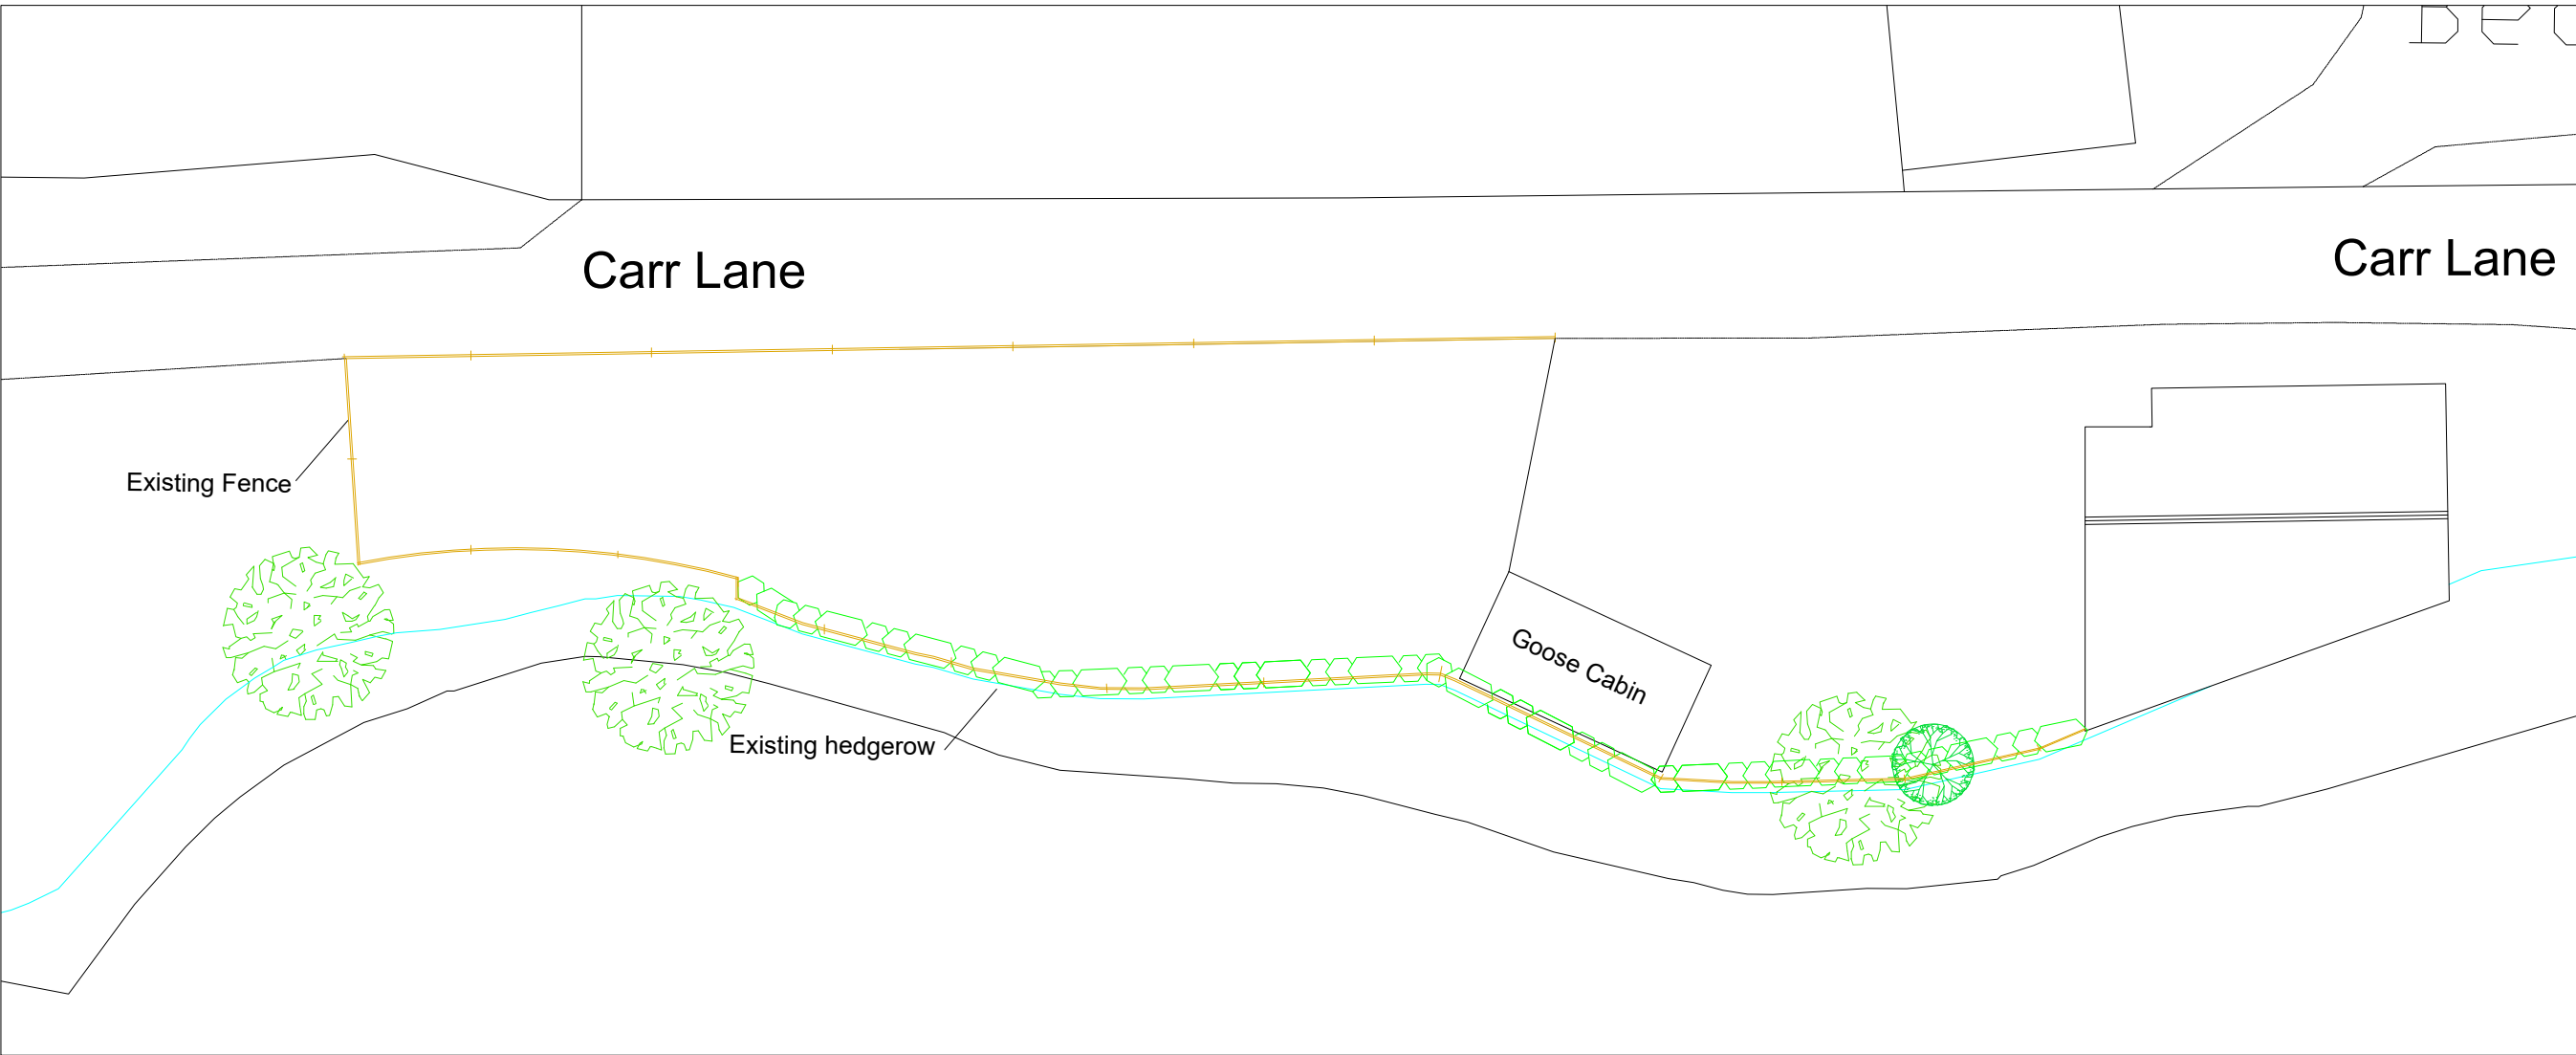 Carr Lane
Carr Lane
Existing Fence
Goose Cabin
Existing hedgerow